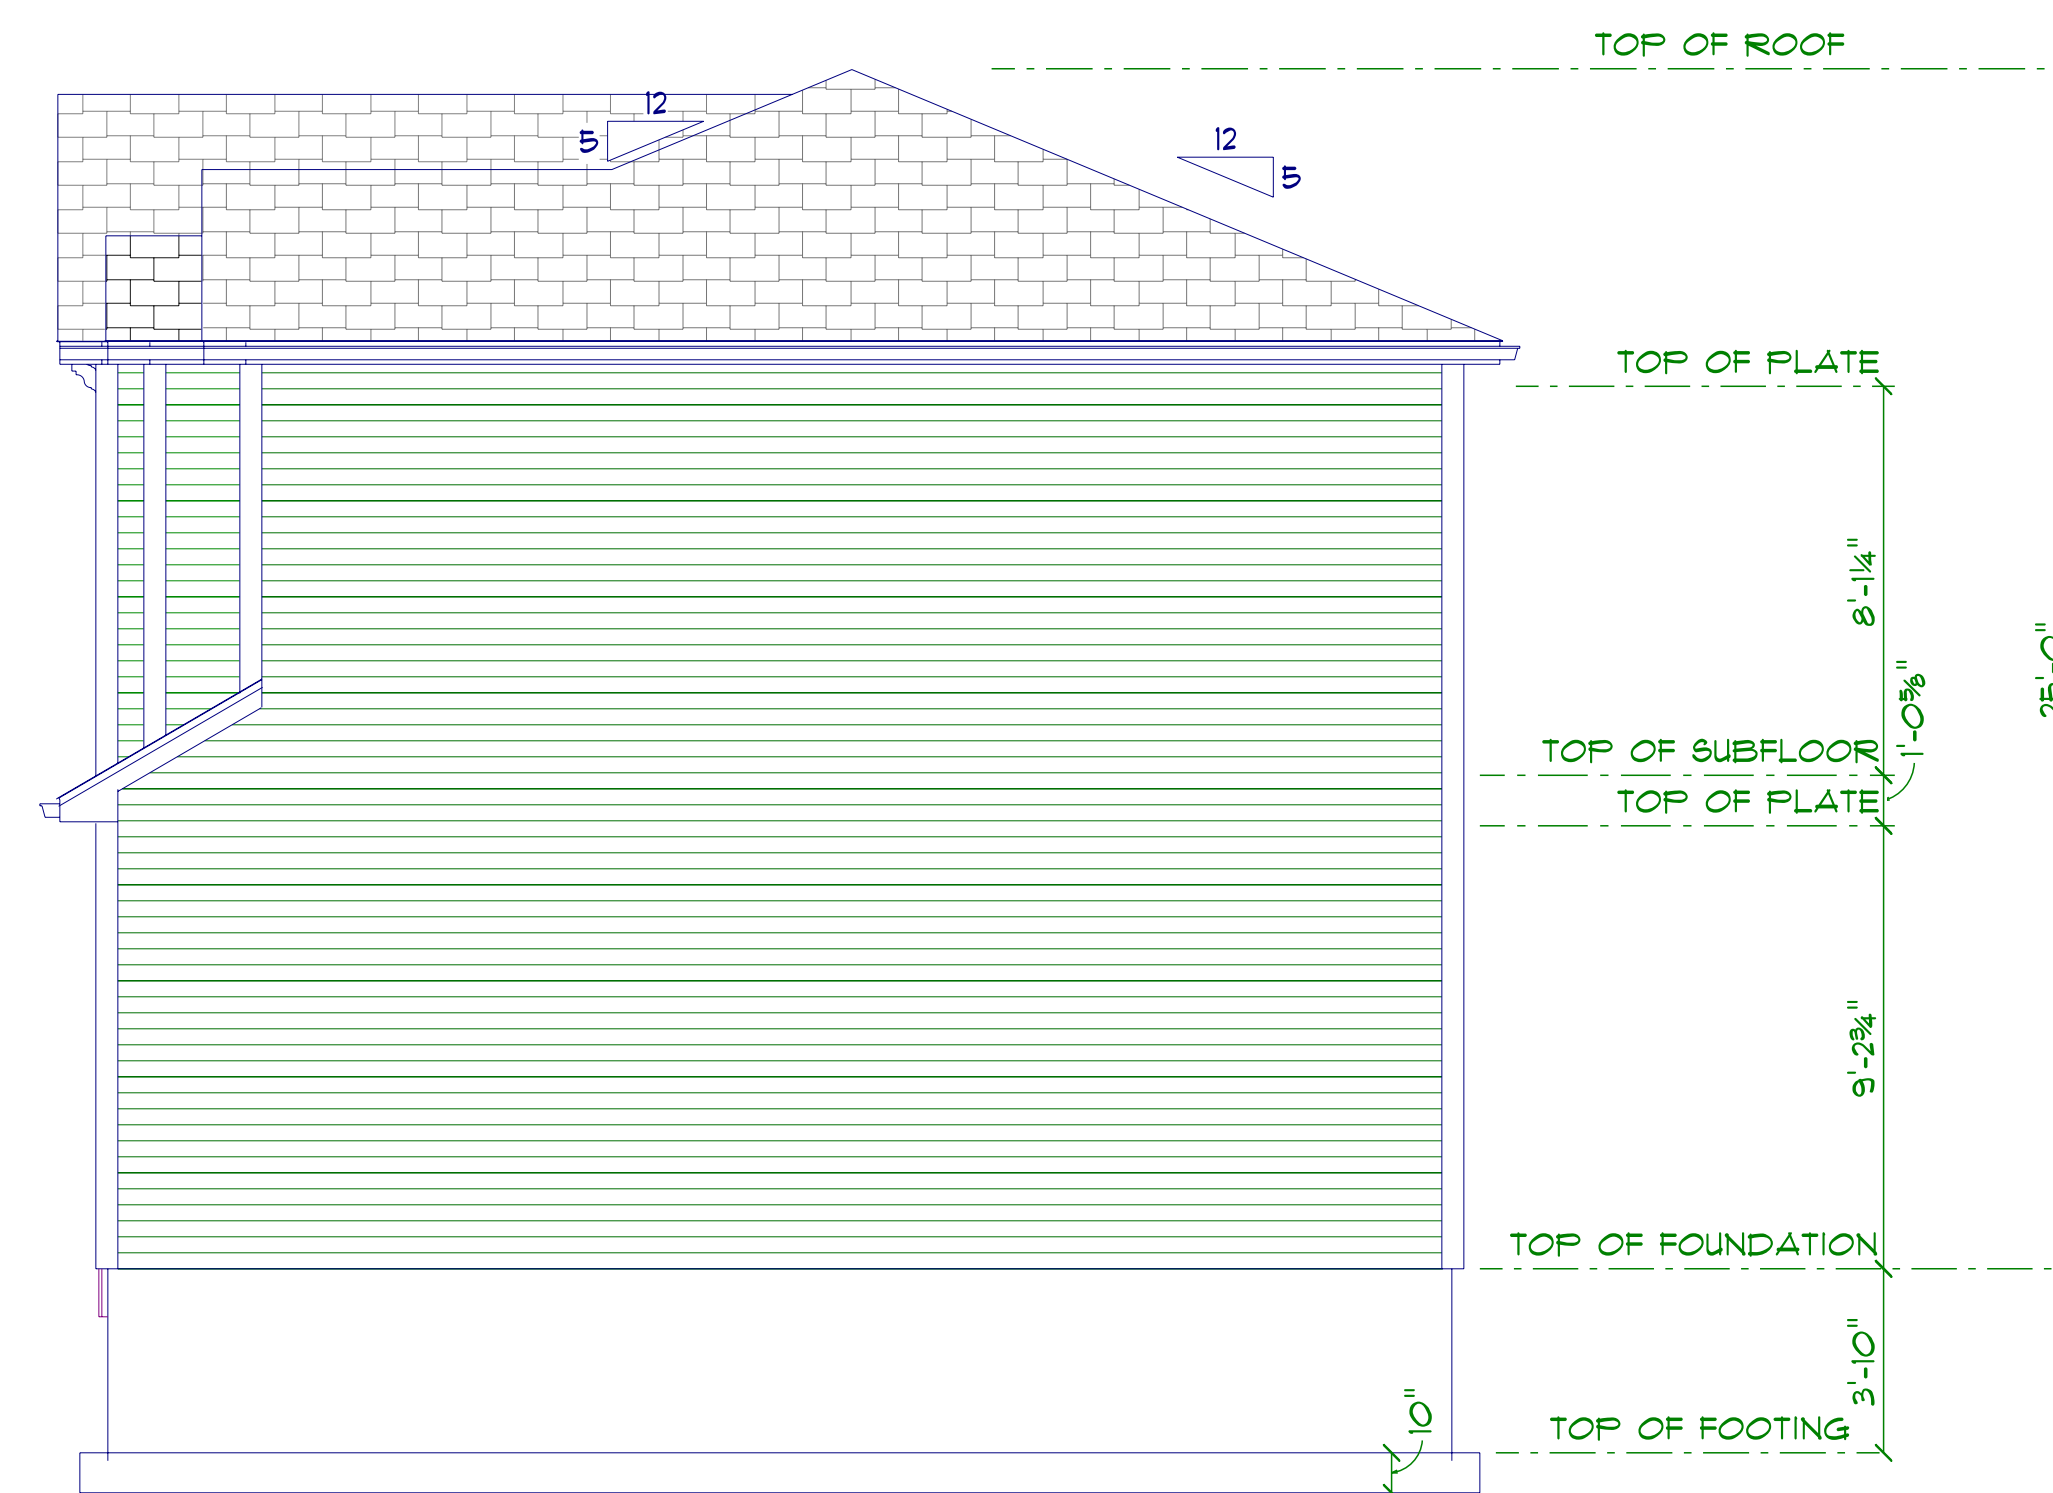 TOP OF ROOF
12
5
12
5
TOP OF PLATE
8'-1¼"
1'-0⅝"
TOP OF SUBFLOOR
TOP OF PLATE
9'-2¾"
TOP OF FOUNDATION
3'-10"
10"
TOP OF FOOTING